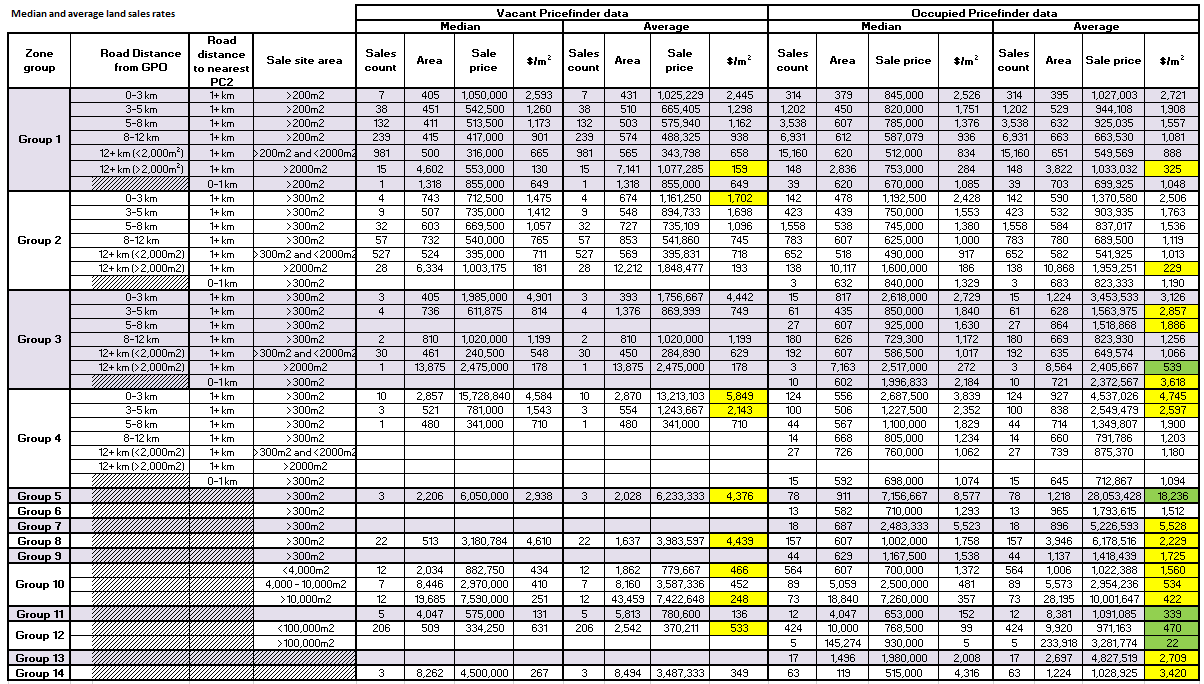 Median and average land sales rates
Vacant Pricefinder data Occupied Pricefinder data
Median Average Median Average
Zone group Road Distance from GPO Road distance to nearest PC2 Sale site area Sales count Area Sale price $/m² Sales count Area Sale price $/m² Sales count Area Sale price $/m² Sales count Area Sale price $/m²
Group 1
0-3 km 1+ km >200m2 7 405 1,050,000 2,593 7 431 1,025,229 2,445 314 379 845,000 2,526 314 395 1,027,003 2,721
3-5 km 1+ km >200m2 38 451 542,500 1,260 38 510 665,405 1,298 1,202 450 820,000 1,751 1,202 529 944,108 1,908
5-8 km 1+ km >200m2 132 411 513,500 1,173 132 503 575,940 1,162 3,538 607 785,000 1,376 3,538 632 925,035 1,557
8-12 km 1+ km >200m2 239 415 417,000 901 239 574 488,325 938 6,931 612 587,079 936 6,931 663 663,530 1,081
12+ km (<2,000m²) 1+ km >200m2 and <2000m2 981 500 316,000 665 981 565 343,798 658 15,160 620 512,000 834 15,160 651 549,569 888
12+ km (>2,000m²) 1+ km >2000m2 15 4,602 553,000 130 15 7,141 1,077,285 159 148 2,836 753,000 284 148 3,822 1,033,032 325
0-1km >200m2 1 1,318 855,000 649 1 1,318 855,000 649 39 620 670,000 1,085 39 703 699,925 1,048
Group 2
0-3 km 1+ km >300m2 4 743 712,500 1,475 4 674 1,161,250 1,702 142 478 1,192,500 2,428 142 590 1,370,580 2,506
3-5 km 1+ km >300m2 9 507 735,000 1,412 9 548 894,733 1,698 423 439 750,000 1,553 423 532 903,935 1,763
5-8 km 1+ km >300m2 32 603 669,500 1,057 32 727 735,109 1,096 1,558 538 745,000 1,380 1,558 584 837,017 1,536
8-12 km 1+ km >300m2 57 732 540,000 765 57 853 541,860 745 783 607 625,000 1,000 783 780 689,500 1,119
12+ km (<2,000m2) 1+ km >300m2 and <2000m2 527 524 395,000 711 527 569 395,831 718 652 518 490,000 917 652 582 541,925 1,013
12+ km (>2,000m2) 1+ km >2000m2 28 6,334 1,003,175 181 28 12,212 1,848,477 193 138 10,117 1,600,000 186 138 10,868 1,959,251 229
0-1km >300m2 3 632 840,000 1,329 3 683 823,333 1,190
Group 3
0-3 km 1+ km >300m2 3 405 1,985,000 4,901 3 393 1,756,667 4,442 15 817 2,618,000 2,729 15 1,224 3,453,533 3,126
3-5 km 1+ km >300m2 4 736 611,875 814 4 1,376 869,999 749 61 435 850,000 1,840 61 628 1,563,975 2,857
5-8 km 1+ km >300m2 27 607 925,000 1,630 27 864 1,518,868 1,886
8-12 km 1+ km >300m2 2 810 1,020,000 1,199 2 810 1,020,000 1,199 180 626 729,300 1,172 180 669 823,930 1,256
12+ km (<2,000m2) 1+ km >300m2 and <2000m2 30 461 240,500 548 30 450 284,890 629 192 607 586,500 1,017 192 635 649,574 1,066
12+ km (>2,000m2) 1+ km >2000m2 1 13,875 2,475,000 178 1 13,875 2,475,000 178 3 7,163 2,517,000 272 3 8,564 2,405,667 539
0-1km >300m2 10 602 1,996,833 2,184 10 721 2,372,567 3,618
Group 4
0-3 km 1+ km >300m2 10 2,857 15,728,840 4,584 10 2,870 13,213,103 5,849 124 556 2,687,500 3,839 124 927 4,537,026 4,745
3-5 km 1+ km >300m2 3 521 781,000 1,543 3 554 1,243,667 2,143 100 506 1,227,500 2,352 100 838 2,549,479 2,597
5-8 km 1+ km >300m2 1 480 341,000 710 1 480 341,000 710 44 567 1,100,000 1,829 44 714 1,349,807 1,900
8-12 km 1+ km >300m2 14 668 805,000 1,234 14 660 791,786 1,203
12+ km (<2,000m2) 1+ km >300m2 and <2000m2 27 726 760,000 1,062 27 739 875,370 1,180
12+ km (>2,000m2) 1+ km >2000m2
0-1km >300m2 15 592 698,000 1,074 15 645 712,867 1,094
Group 5 >300m2 3 2,206 6,050,000 2,938 3 2,028 6,233,333 4,376 78 911 7,156,667 8,577 78 1,218 28,053,428 18,236
Group 6 >300m2 13 582 710,000 1,293 13 965 1,793,615 1,512
Group 7 >300m2 18 687 2,483,333 5,523 18 896 5,226,593 5,528
Group 8 >300m2 22 513 3,180,784 4,610 22 1,637 3,983,597 4,439 157 607 1,002,000 1,758 157 3,946 6,178,516 2,229
Group 9 >300m2 44 629 1,167,500 1,538 44 1,137 1,418,439 1,725
Group 10
<4,000m2 12 2,034 882,750 434 12 1,862 779,667 466 564 607 700,000 1,372 564 1,006 1,022,388 1,560
4,000 - 10,000m2 7 8,446 2,970,000 410 7 8,160 3,587,336 452 89 5,059 2,500,000 481 89 5,573 2,954,236 534
>10,000m2 12 19,685 7,590,000 251 12 43,459 7,422,648 248 73 18,840 7,260,000 357 73 28,195 10,001,647 422
Group 11 5 4,047 575,000 131 5 5,813 780,600 136 12 4,047 653,000 152 12 8,381 1,091,085 339
Group 12
<100,000m2 206 509 334,250 631 206 2,542 370,211 533 424 10,000 768,500 99 424 9,920 971,163 470
>100,000m2 5 145,274 930,000 5 5 233,918 3,281,774 22
Group 13 17 1,496 1,980,000 2,008 17 2,697 4,827,519 2,709
Group 14 3 8,262 4,500,000 267 3 8,494 3,487,333 349 63 119 515,000 4,316 63 1,224 1,028,925 3,420